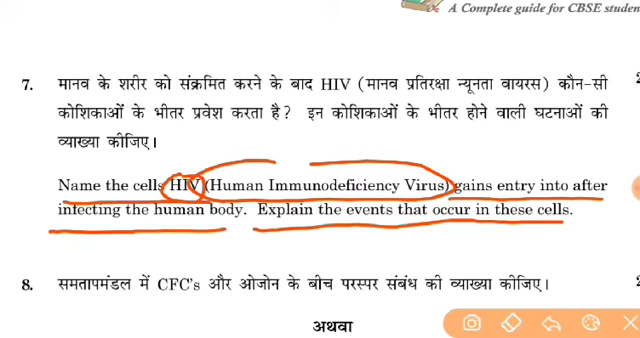 A Complete guide for CBSE studen
7. मानव के शरीर को संक्रमित करने के बाद HIV (मानव प्रतिरक्षा न्यूनता वायरस) कौन-सी
कोशिकाओं के भीतर प्रवेश करता है? इन कोशिकाओं के भीतर होने वाली घटनाओं की
व्याख्या कीजिए।
Name the cells HIV (Human Immunodeficiency Virus) gains entry into after
infecting the human body. Explain the events that occur in these cells.
8. समतापमंडल में CFC's और ओजोन के बीच परस्पर संबंध की व्याख्या कीजिए।
अथवा